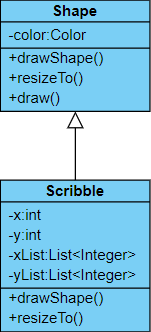 Shape
-color:Color
+drawShape()
+resizeTo()
+draw()
Scribble
-x:int
-y:int
-xList:List<Integer>
-yList:List<Integer>
+drawShape()
+resizeTo()